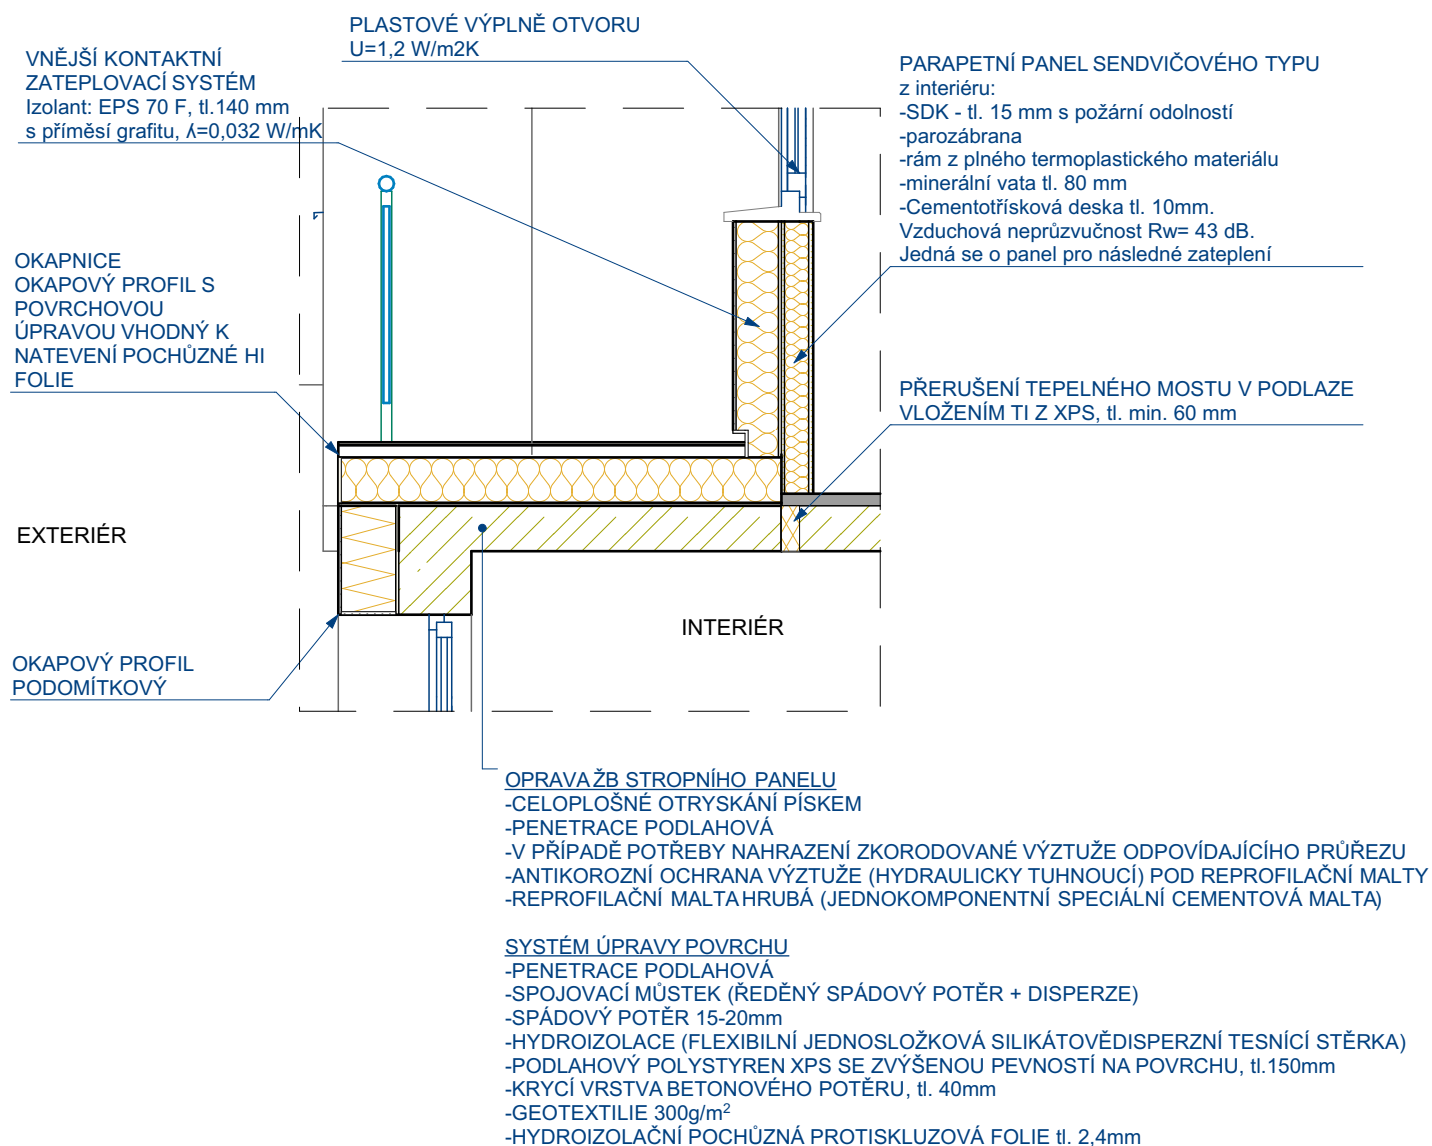 PLASTOVÉ VÝPLNĚ OTVORU
U=1,2 W/m2K
VNĚJŠÍ KONTAKTNÍ
ZATEPLOVACÍ SYSTÉM
Izolant: EPS 70 F, tl.140 mm
s příměsí grafitu, ʎ=0,032 W/mK
PARAPETNÍ PANEL SENDVIČOVÉHO TYPU
z interiéru:
-SDK - tl. 15 mm s požární odolností
-parozábrana
-rám z plného termoplastického materiálu
-minerální vata tl. 80 mm
-Cementotřísková deska tl. 10mm.
Vzduchová neprůzvučnost Rw= 43 dB.
Jedná se o panel pro následné zateplení
OKAPNICE
OKAPOVÝ PROFIL S
POVRCHOVOU
ÚPRAVOU VHODNÝ K
NATEVENÍ POCHŮZNÉ HI
FOLIE
PŘERUŠENÍ TEPELNÉHO MOSTU V PODLAZE
VLOŽENÍM TI Z XPS, tl. min. 60 mm
EXTERIÉR
INTERIÉR
OKAPOVÝ PROFIL
PODOMÍTKOVÝ
OPRAVA ŽB STROPNÍHO PANELU
-CELOPLOŠNÉ OTRYSKÁNÍ PÍSKEM
-PENETRACE PODLAHOVÁ
-V PŘÍPADĚ POTŘEBY NAHRAZENÍ ZKORODOVANÉ VÝZTUŽE ODPOVÍDAJÍCÍHO PRŮŘEZU
-ANTIKOROZNÍ OCHRANA VÝZTUŽE (HYDRAULICKY TUHNOUCÍ) POD REPROFILAČNÍ MALTY
-REPROFILAČNÍ MALTA HRUBÁ (JEDNOKOMPONENTNÍ SPECIÁLNÍ CEMENTOVÁ MALTA)
SYSTÉM ÚPRAVY POVRCHU
-PENETRACE PODLAHOVÁ
-SPOJOVACÍ MŮSTEK (ŘEDĚNÝ SPÁDOVÝ POTĚR + DISPERZE)
-SPÁDOVÝ POTĚR 15-20mm
-HYDROIZOLACE (FLEXIBILNÍ JEDNOSLOŽKOVÁ SILIKÁTOVĚDISPERZNÍ TESNÍCÍ STĚRKA)
-PODLAHOVÝ POLYSTYREN XPS SE ZVÝŠENOU PEVNOSTÍ NA POVRCHU, tl.150mm
-KRYCÍ VRSTVA BETONOVÉHO POTĚRU, tl. 40mm
-GEOTEXTILIE 300g/m²
-HYDROIZOLAČNÍ POCHŮZNÁ PROTISKLUZOVÁ FOLIE tl. 2,4mm